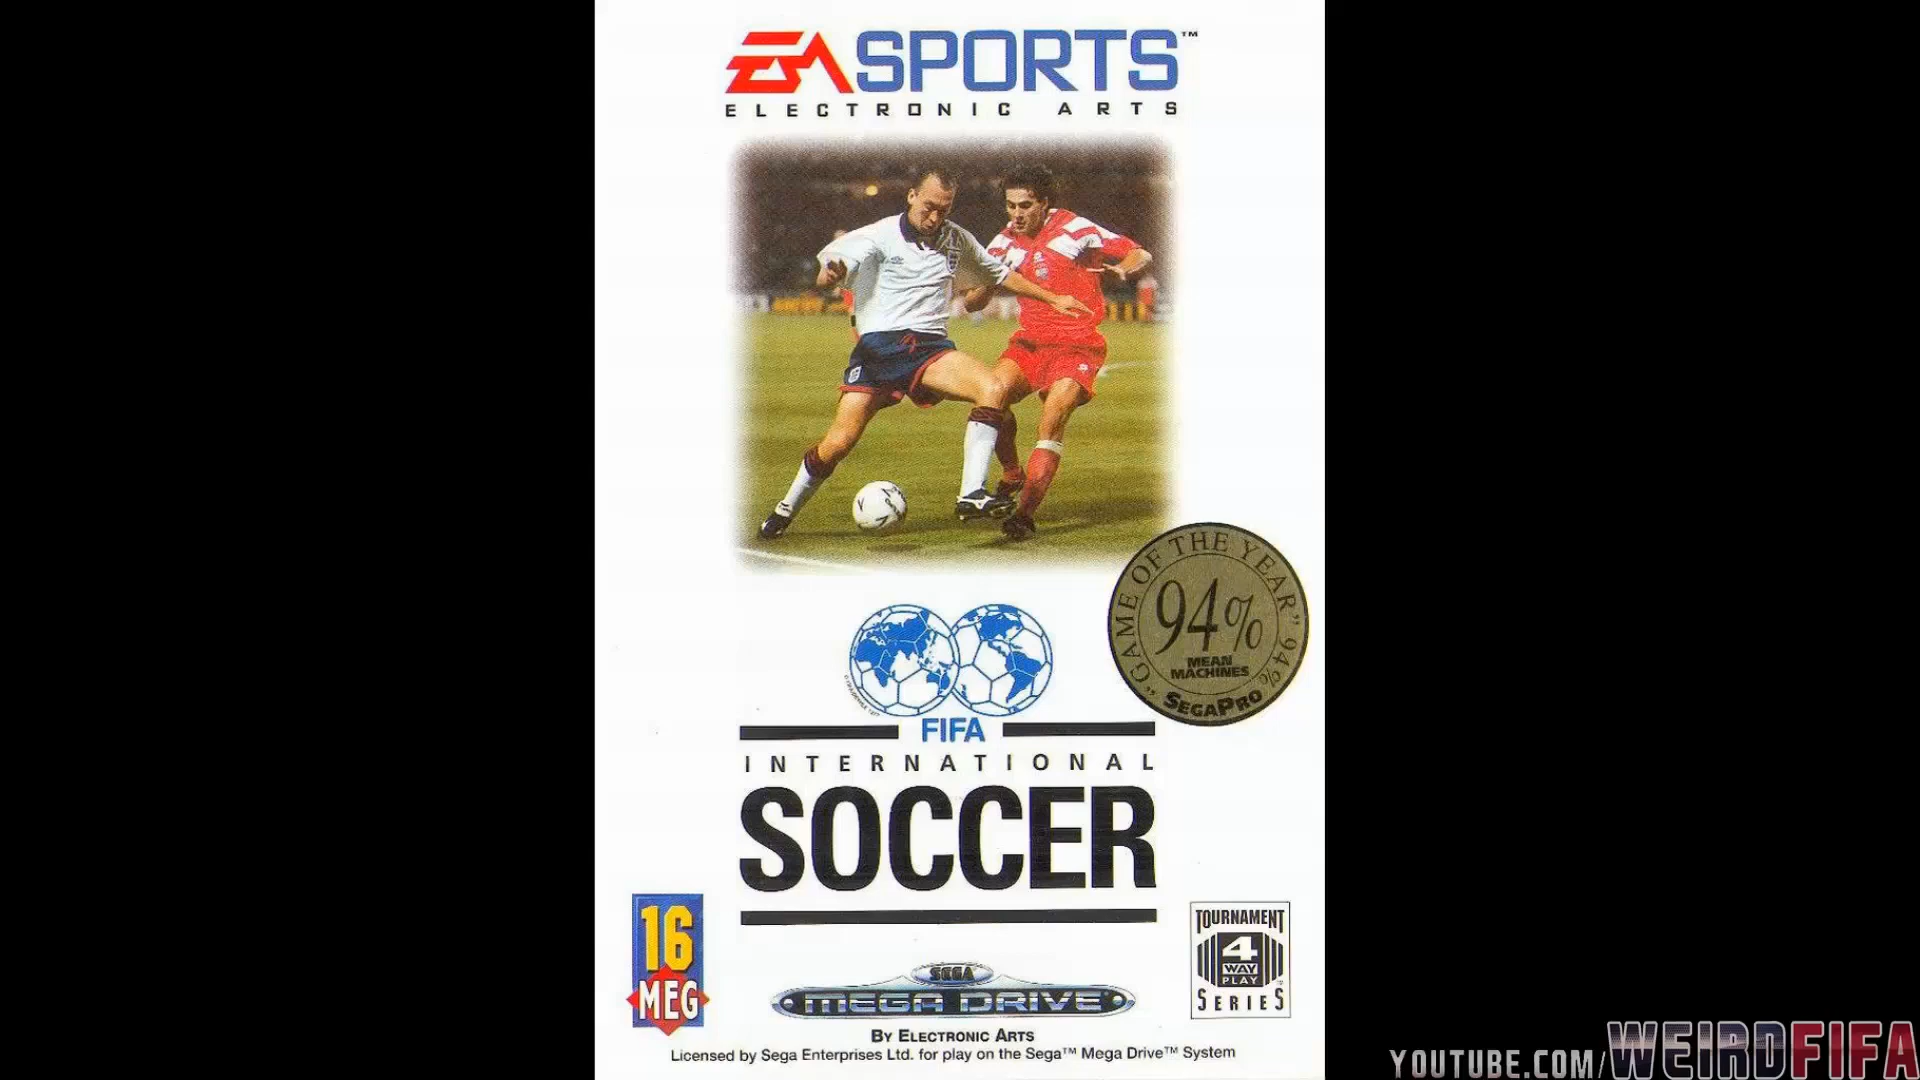 EA SPORTS™
ELECTRONIC ARTS
"GAME OF THE YEAR" 94%
94%
MEAN
MACHINES
SEGAPRO
FIFA
INTERNATIONAL
SOCCER
16
MEG
TOURNAMENT
4
WAY
PLAY
SERIES
SEGA
MEGA DRIVE
BY ELECTRONIC ARTS
Licensed by Sega Enterprises Ltd. for play on the Sega™ Mega Drive™ System
YOUTUBE.COM/WEIRDFIFA